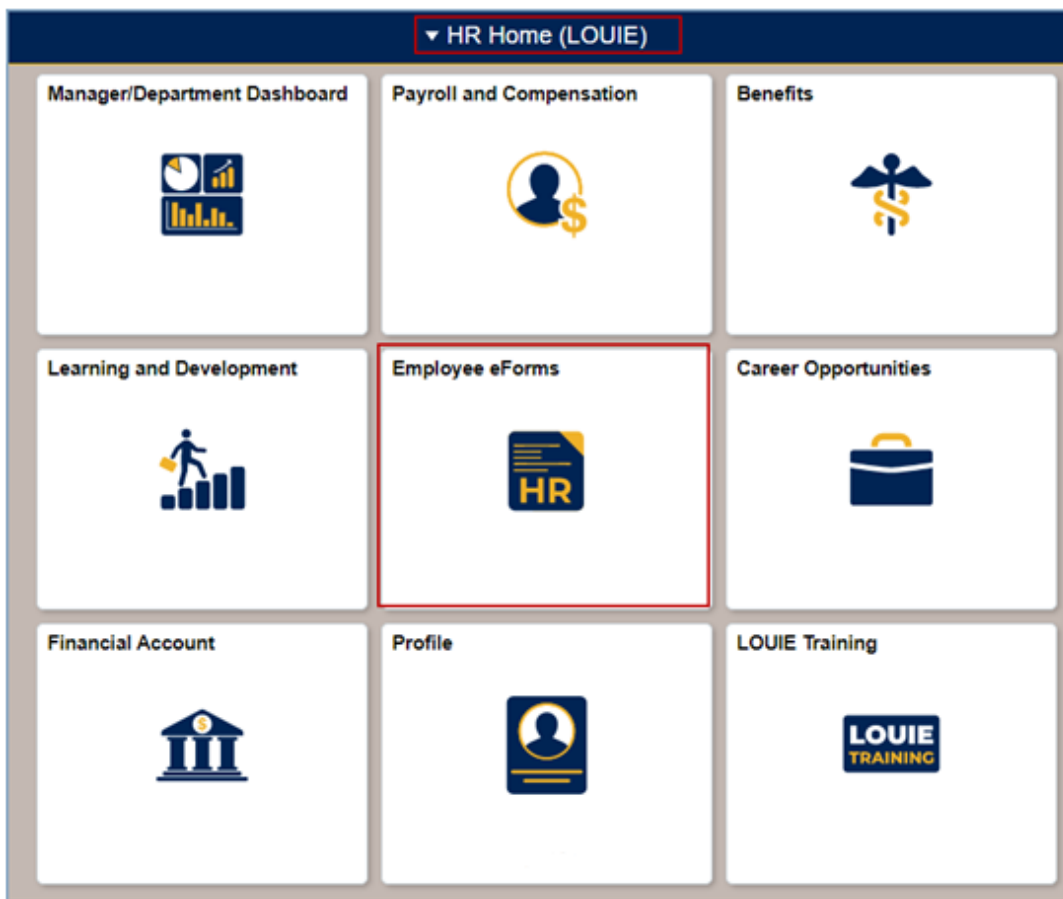 HR Home (LOUIE)
Manager/Department Dashboard
Payroll and Compensation
Benefits
$
Learning and Development
Employee eForms
HR
Career Opportunities
Financial Account
$
Profile
LOUIE Training
LOUIE
TRAINING